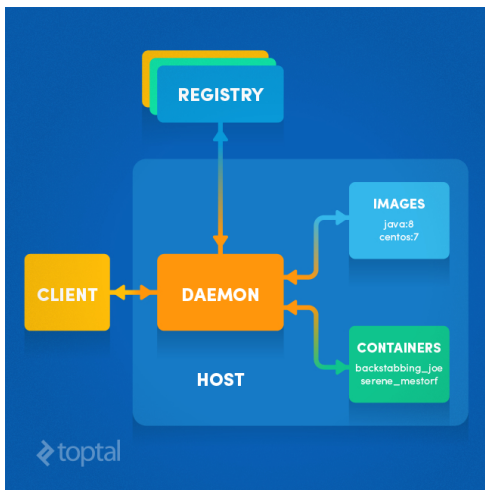 REGISTRY
IMAGES
java:8
centos:7
CLIENT
DAEMON
CONTAINERS
backstabbing_joe
serene_mestorf
HOST
toptal